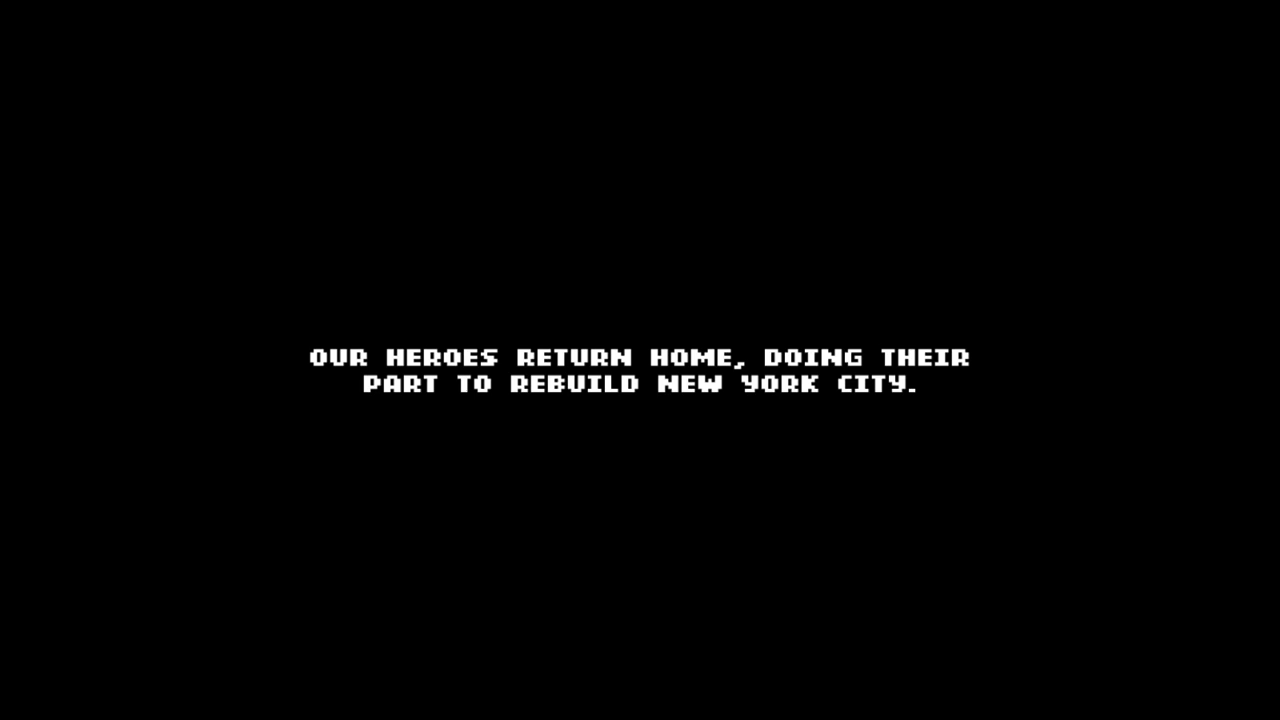 OUR HEROES RETURN HOME, DOING THEIR
PART TO REBUILD NEW YORK CITY.